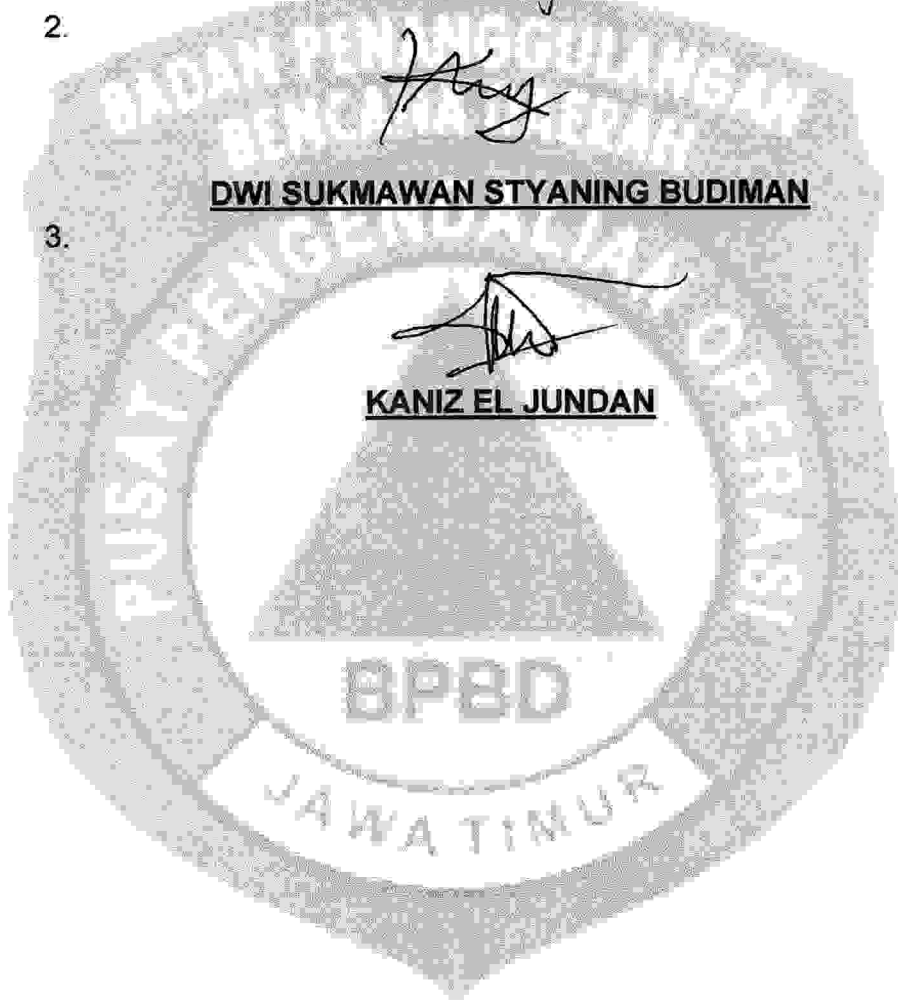 2.
BADAN PENANGGULANGAN
BENCANA DAERAH
DWI SUKMAWAN STYANING BUDIMAN
3.
PUSAT PENGENDALIAN OPERASI
KANIZ EL JUNDAN
BPBD
JAWA TIMUR